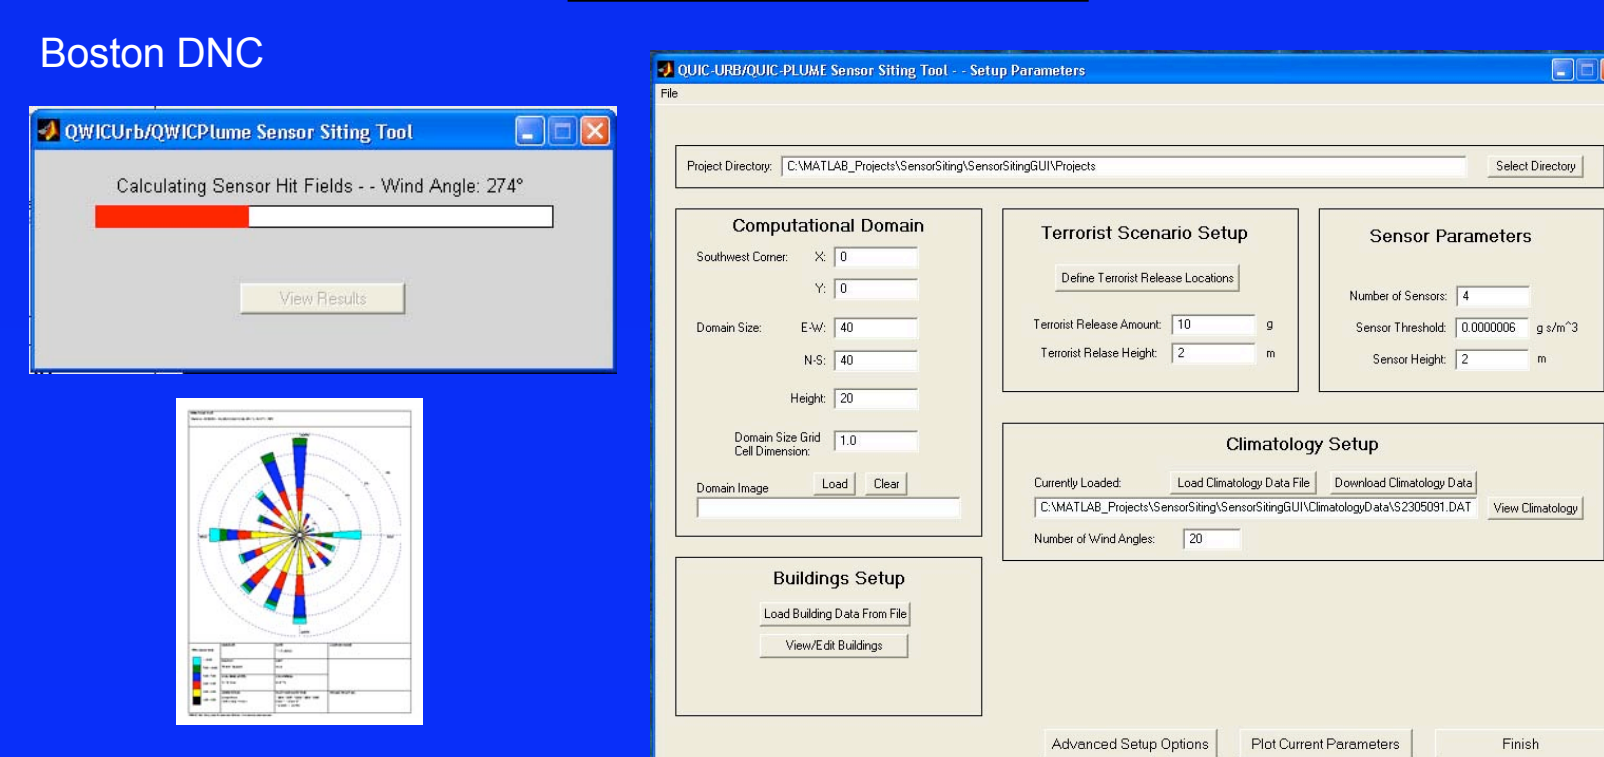 Boston DNC
QWICUrb/QWICPlume Sensor Siting Tool
Calculating Sensor Hit Fields - - Wind Angle: 274°
View Results
QUIC-URB/QUIC-PLUME Sensor Siting Tool - - Setup Parameters
File
Project Directory: C:\MATLAB_Projects\SensorSiting\SensorSitingGUI\Projects Select Directory
Computational Domain
Southwest Corner: X: 0
Y: 0
Domain Size: E-W: 40
N-S: 40
Height: 20
Domain Size Grid
Cell Dimension: 1.0
Domain Image Load Clear
Buildings Setup
Load Building Data From File
View/Edit Buildings
Terrorist Scenario Setup
Define Terrorist Release Locations
Terrorist Release Amount: 10 g
Terrorist Relase Height: 2 m
Sensor Parameters
Number of Sensors: 4
Sensor Threshold: 0.0000006 g s/m^3
Sensor Height: 2 m
Climatology Setup
Currently Loaded: Load Climatology Data File Download Climatology Data
C:\MATLAB_Projects\SensorSiting\SensorSitingGUI\ClimatologyData\S2305091.DAT View Climatology
Number of Wind Angles: 20
Advanced Setup Options Plot Current Parameters Finish